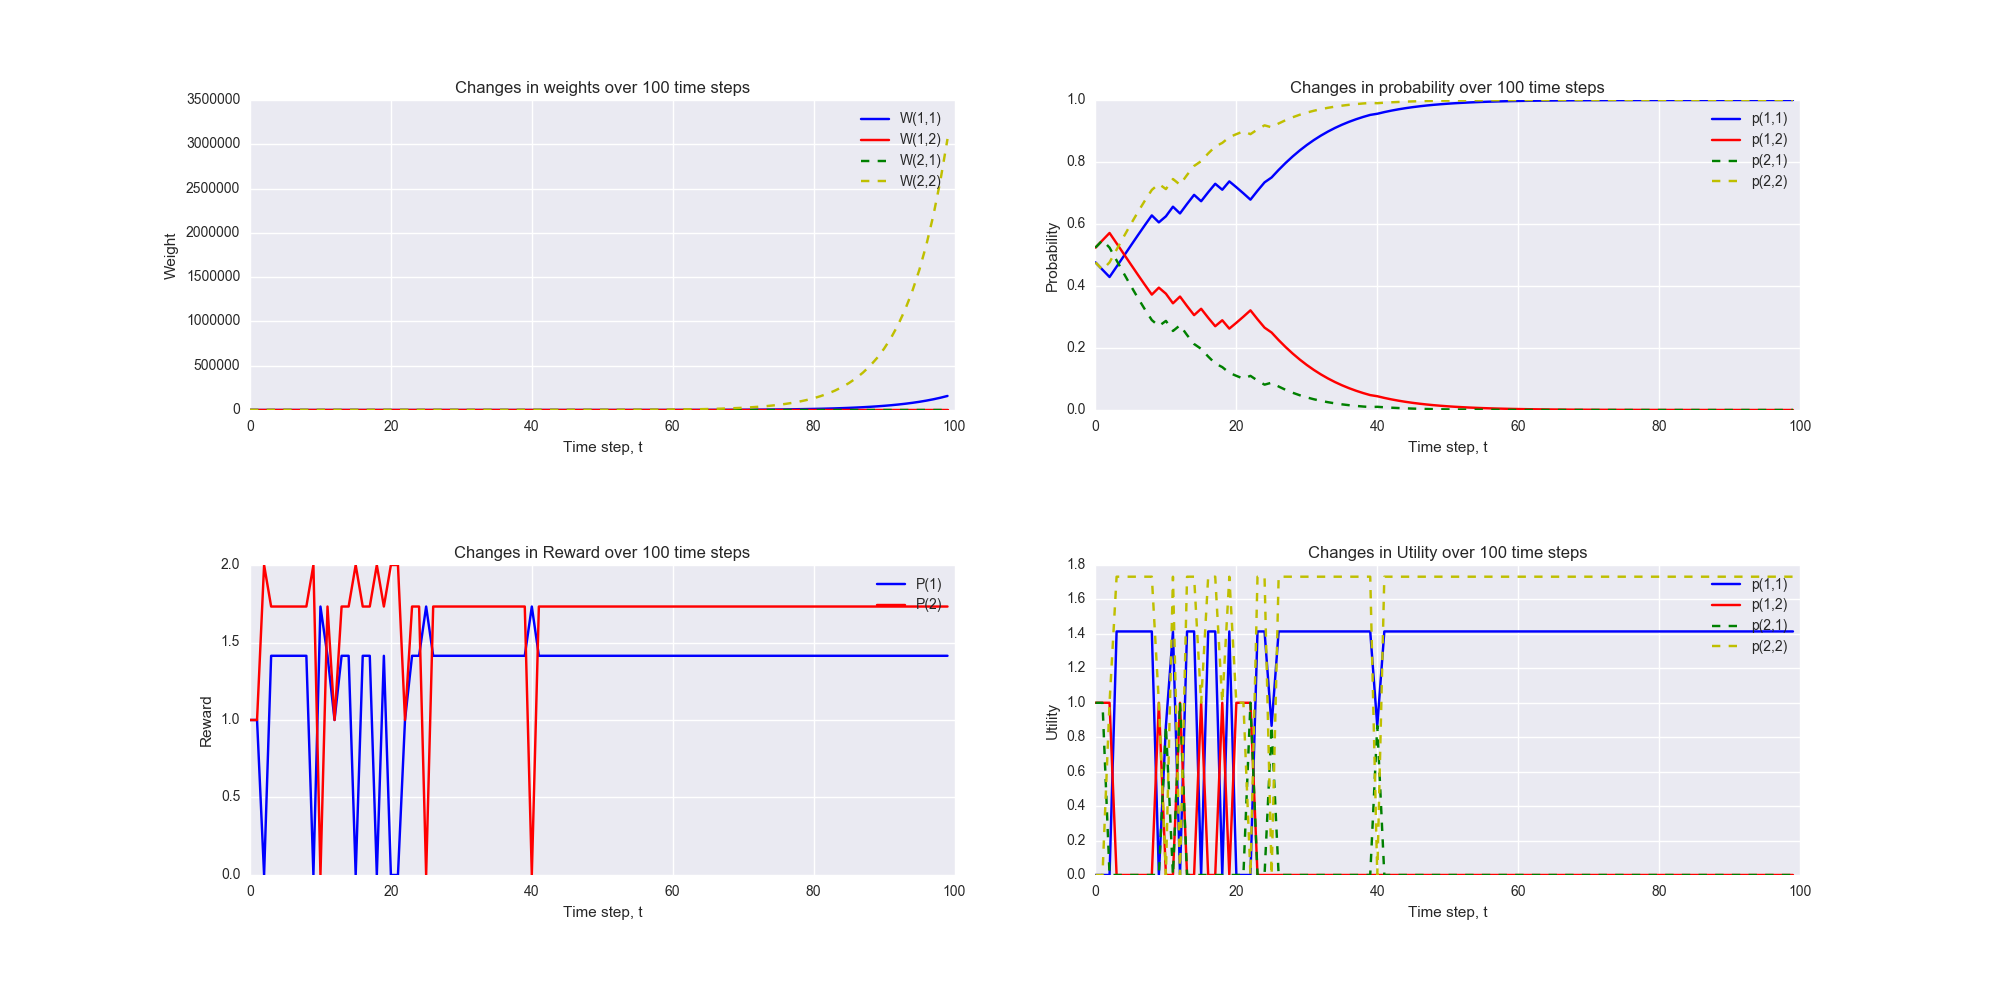 Changes in weights over 100 time steps
3500000
3000000
2500000
2000000
1500000
1000000
500000
0
Weight
W(1,1)
W(1,2)
W(2,1)
W(2,2)
0 20 40 60 80 100
Time step, t
Changes in probability over 100 time steps
1.0
0.8
0.6
0.4
0.2
0.0
Probability
p(1,1)
p(1,2)
p(2,1)
p(2,2)
0 20 40 60 80 100
Time step, t
Changes in Reward over 100 time steps
2.0
1.5
1.0
0.5
0.0
Reward
P(1)
P(2)
0 20 40 60 80 100
Time step, t
Changes in Utility over 100 time steps
1.8
1.6
1.4
1.2
1.0
0.8
0.6
0.4
0.2
0.0
Utility
p(1,1)
p(1,2)
p(2,1)
p(2,2)
0 20 40 60 80 100
Time step, t